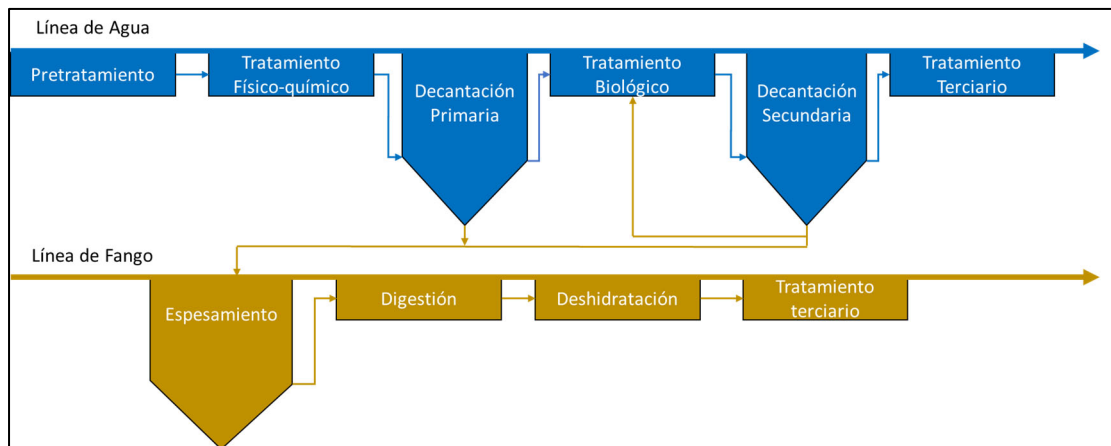 Línea de Agua
Pretratamiento
Tratamiento
Físico-químico
Decantación
Primaria
Tratamiento
Biológico
Decantación
Secundaria
Tratamiento
Terciario
Línea de Fango
Espesamiento
Digestión
Deshidratación
Tratamiento
terciario